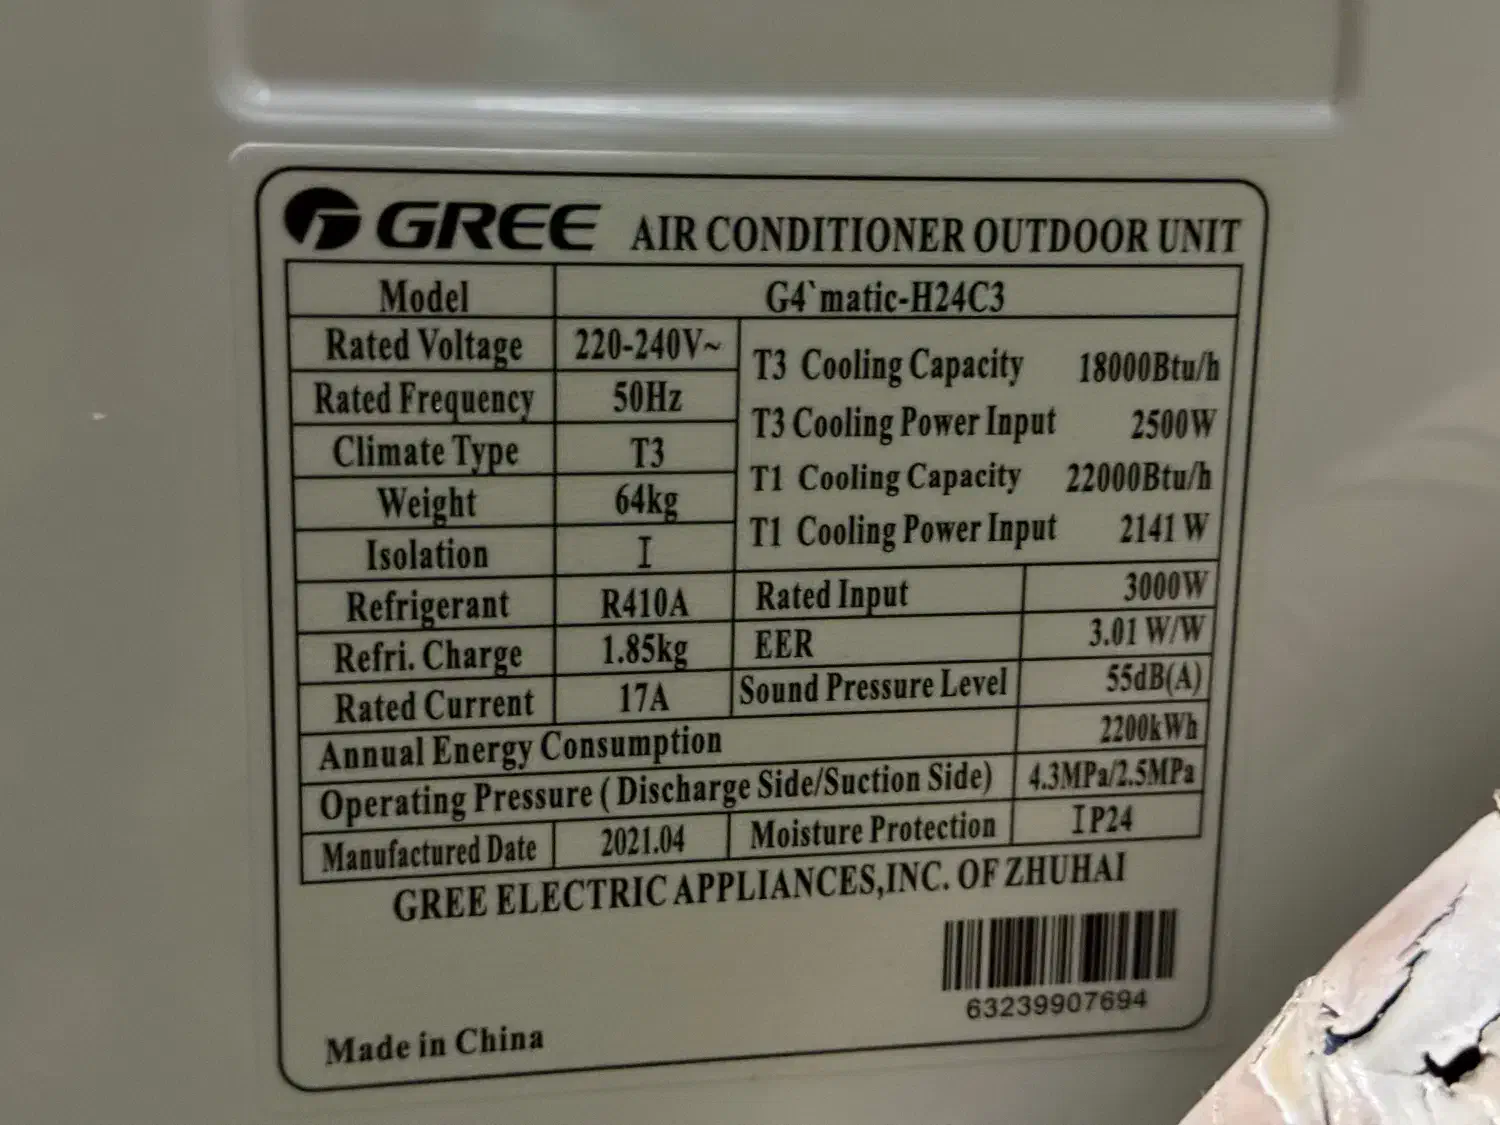 GREE AIR CONDITIONER OUTDOOR UNIT
Model G4`matic-H24C3
Rated Voltage 220-240V~
Rated Frequency 50Hz
Climate Type T3
Weight 64kg
Isolation I
T3 Cooling Capacity 18000Btu/h
T3 Cooling Power Input 2500W
T1 Cooling Capacity 22000Btu/h
T1 Cooling Power Input 2141 W
Refrigerant R410A Rated Input 3000W
Refri. Charge 1.85kg EER 3.01 W/W
Rated Current 17A Sound Pressure Level 55dB(A)
Annual Energy Consumption 2200kWh
Operating Pressure ( Discharge Side/Suction Side) 4.3MPa/2.5MPa
Manufactured Date 2021.04 Moisture Protection IP24
GREE ELECTRIC APPLIANCES,INC. OF ZHUHAI
63239907694
Made in China